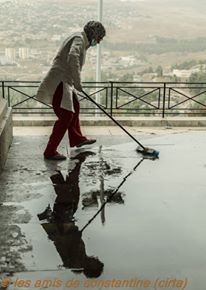 les amis de constantine (cirta)